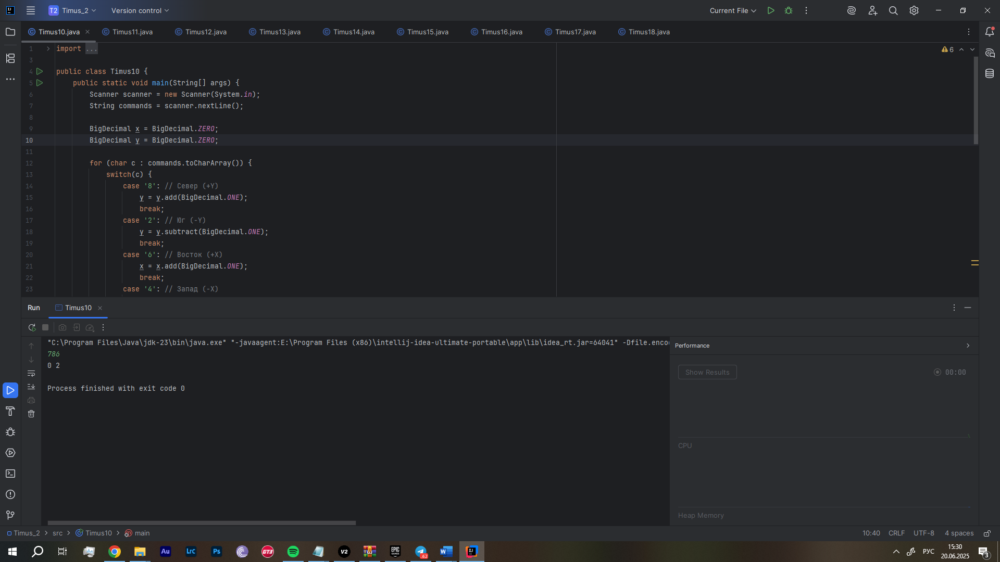 T2 Timus_2 Version control Current File
Timus10.java Timus11.java Timus12.java Timus13.java Timus14.java Timus15.java Timus16.java Timus17.java Timus18.java
1 import ... 6
3
4 public class Timus10 {
5 public static void main(String[] args) {
6 Scanner scanner = new Scanner(System.in);
7 String commands = scanner.nextLine();
8
9 BigDecimal x = BigDecimal.ZERO;
10 BigDecimal y = BigDecimal.ZERO;
11
12 for (char c : commands.toCharArray()) {
13 switch(c) {
14 case '8': // Север (+Y)
15 y = y.add(BigDecimal.ONE);
16 break;
17 case '2': // Юг (-Y)
18 y = y.subtract(BigDecimal.ONE);
19 break;
20 case '6': // Восток (+X)
21 x = x.add(BigDecimal.ONE);
22 break;
23 case '4': // Запад (-X)
Run Timus10
"C:\Program Files\Java\jdk-23\bin\java.exe" "-javaagent:E:\Program Files (x86)\intellij-idea-ultimate-portable\app\lib\idea_rt.jar=64041" -Dfile.enco
Performance
786
0 2
Show Results 00:00
Process finished with exit code 0
CPU
Heap Memory
Timus_2 src Timus10 main 10:40 CRLF UTF-8 4 spaces
Au Lrc Ps GT3 V2 EPIC GAMES .62 W IJ РУС 15:30
20.06.2025 3